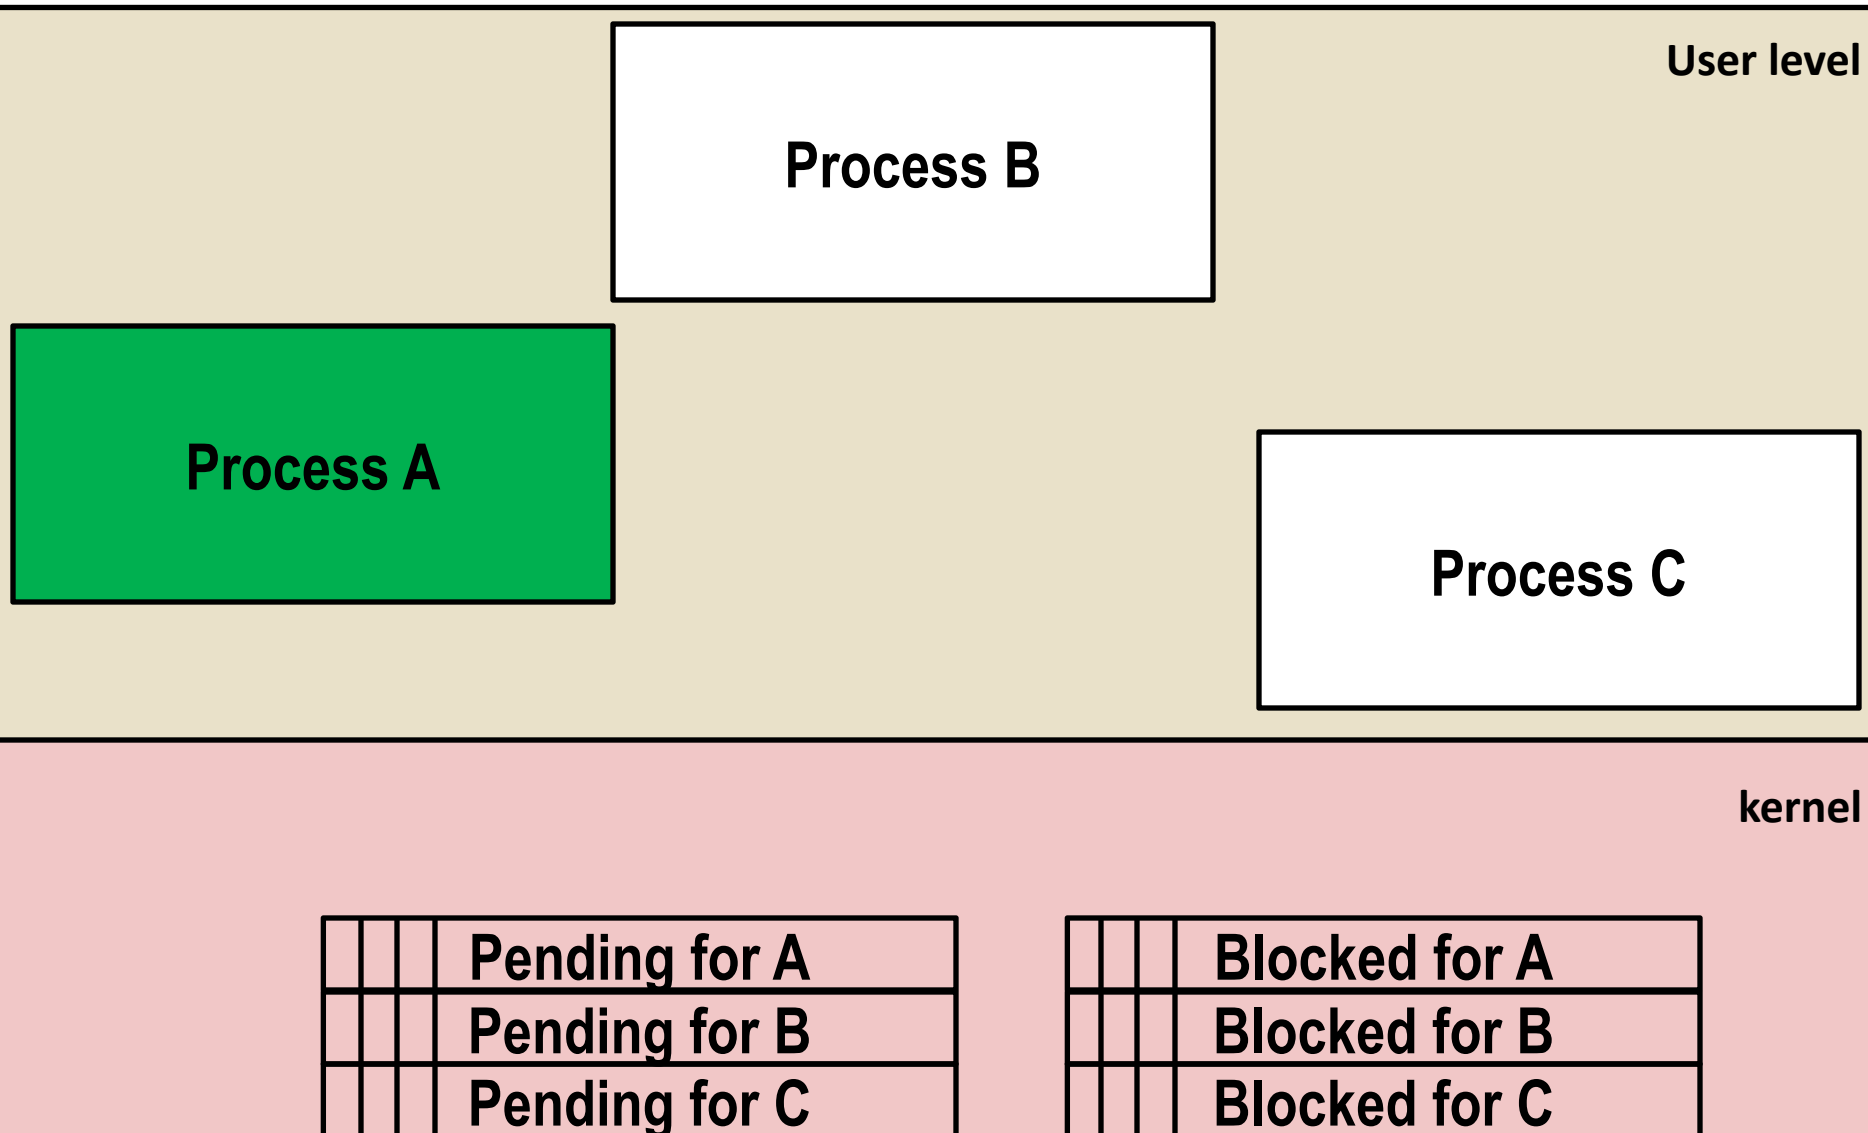 User level
Process B
Process A
Process C
kernel
Pending for A
Blocked for A
Pending for B
Blocked for B
Pending for C
Blocked for C